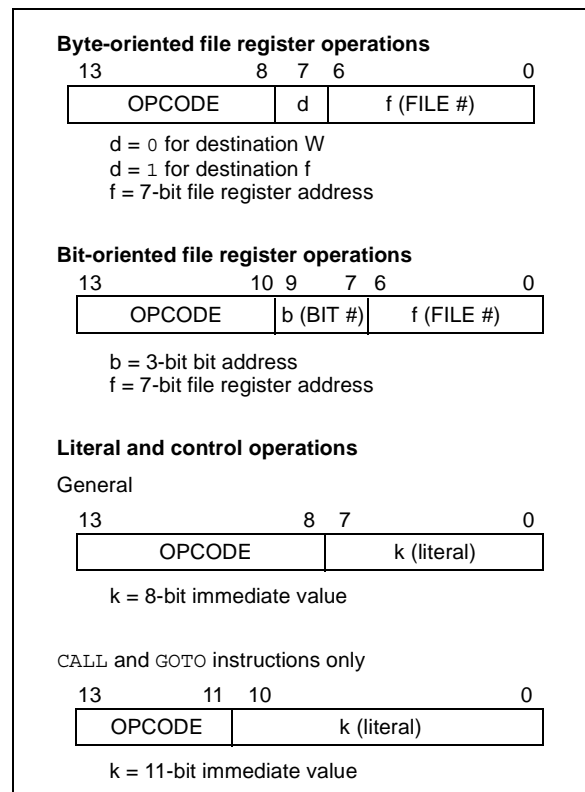 Byte-oriented file register operations
13 8 7 6 0
OPCODE d f (FILE #)
d = 0 for destination W
d = 1 for destination f
f = 7-bit file register address
Bit-oriented file register operations
13 10 9 7 6 0
OPCODE b (BIT #) f (FILE #)
b = 3-bit bit address
f = 7-bit file register address
Literal and control operations
General
13 8 7 0
OPCODE k (literal)
k = 8-bit immediate value
CALL and GOTO instructions only
13 11 10 0
OPCODE k (literal)
k = 11-bit immediate value